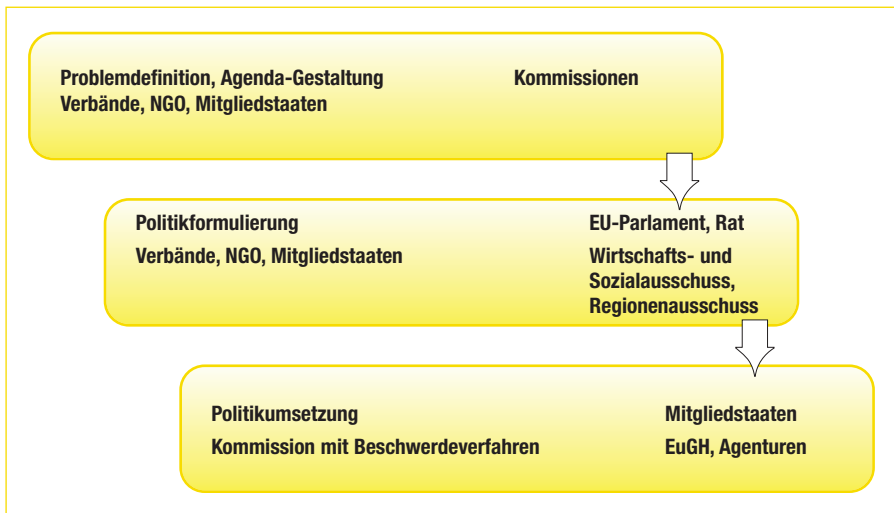 Problemdefinition, Agenda-Gestaltung Kommissionen
Verbände, NGO, Mitgliedstaaten
Politikformulierung EU-Parlament, Rat
Verbände, NGO, Mitgliedstaaten Wirtschafts- und
Sozialausschuss,
Regionenausschuss
Politikumsetzung Mitgliedstaaten
Kommission mit Beschwerdeverfahren EuGH, Agenturen